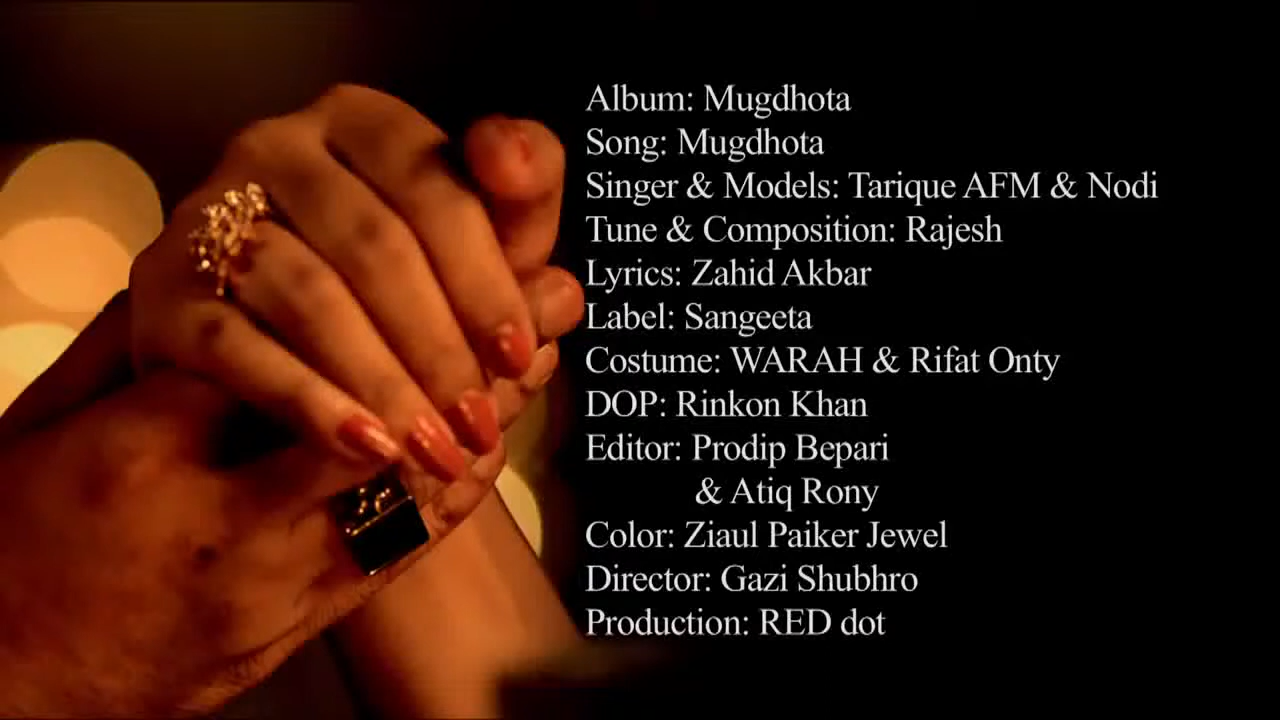 Album: Mugdhota
Song: Mugdhota
Singer & Models: Tarique AFM & Nodi
Tune & Composition: Rajesh
Lyrics: Zahid Akbar
Label: Sangeeta
Costume: WARAH & Rifat Onty
DOP: Rinkon Khan
Editor: Prodip Bepari
& Atiq Rony
Color: Ziaul Paiker Jewel
Director: Gazi Shubhro
Production: RED dot